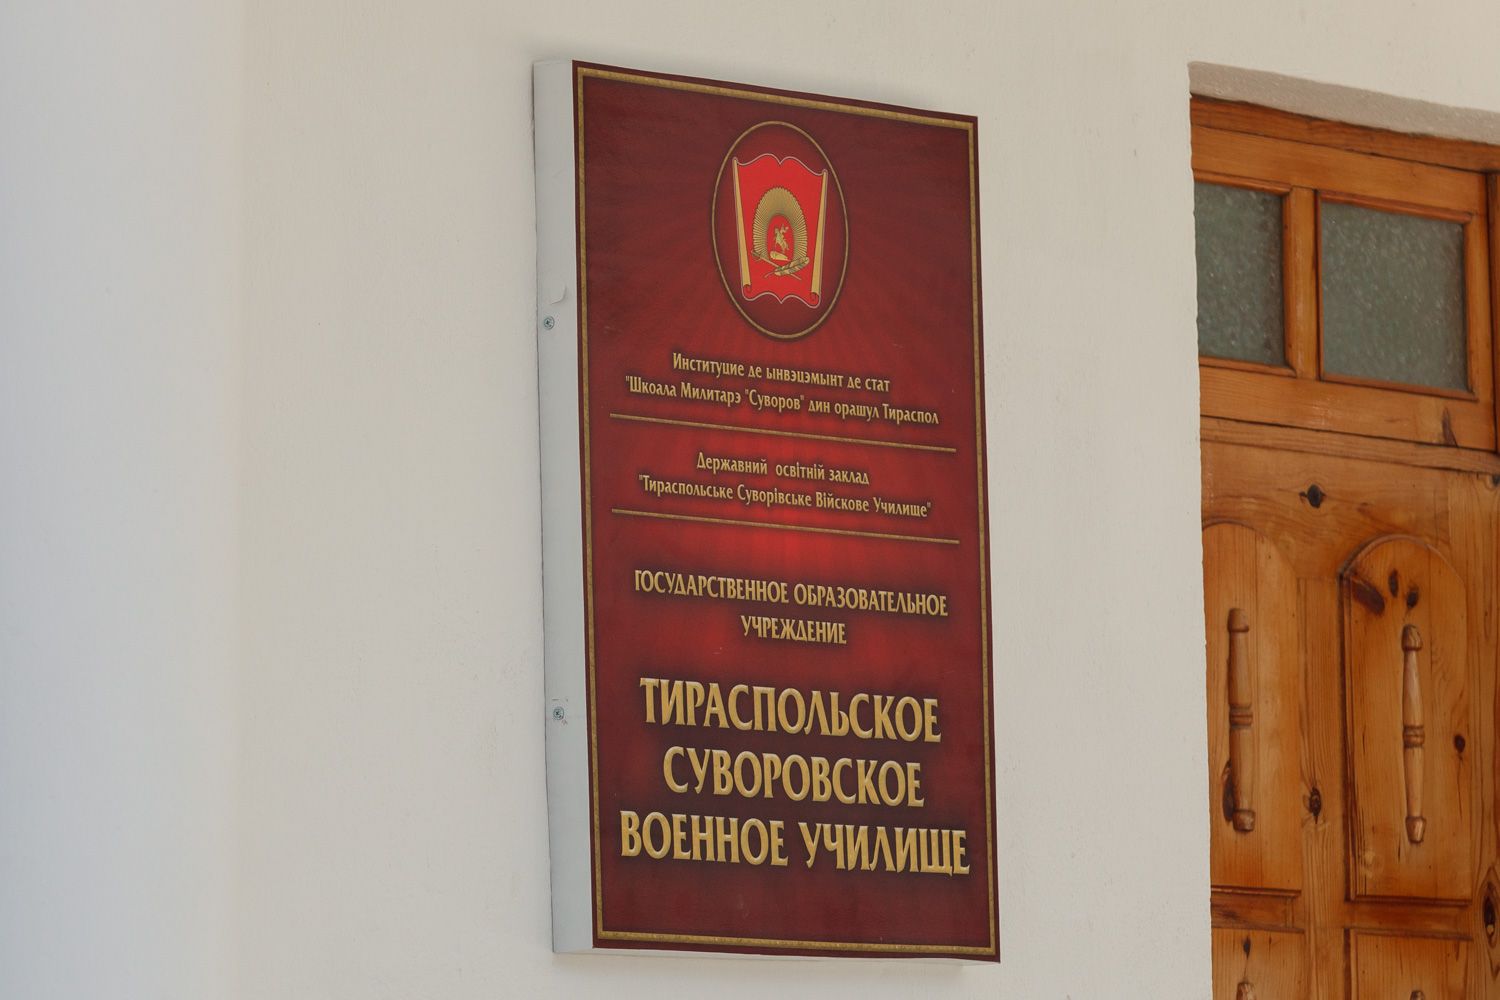 Институцие де ынвэцэмынт де стат
"Школа Милитарэ "Суворов" дин орашул Тираспол
Державний освітній заклад
"Тираспольське Суворівське Військове Училище"
ГОСУДАРСТВЕННОЕ ОБРАЗОВАТЕЛЬНОЕ
УЧРЕЖДЕНИЕ
ТИРАСПОЛЬСКОЕ
СУВОРОВСКОЕ
ВОЕННОЕ УЧИЛИЩЕ